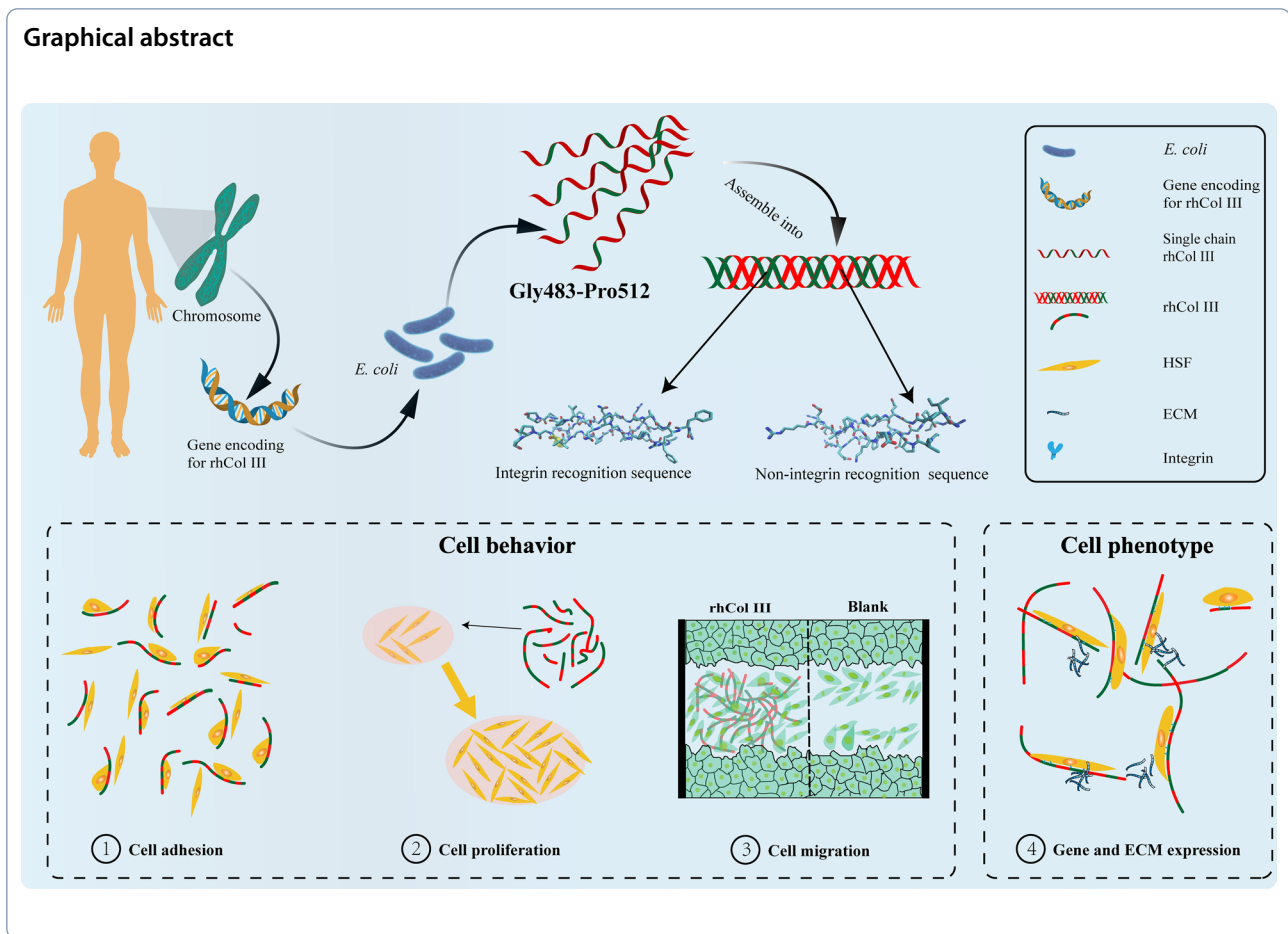 Graphical abstract
Chromosome
Gene encoding
for rhCol III
E. coli
Gly483-Pro512
Assemble into
Integrin recognition sequence
Non-integrin recognition sequence
E. coli
Gene encoding
for rhCol III
Single chain
rhCol III
rhCol III
HSF
ECM
Integrin
Cell behavior
rhCol III
Blank
1 Cell adhesion
2 Cell proliferation
3 Cell migration
Cell phenotype
4 Gene and ECM expression